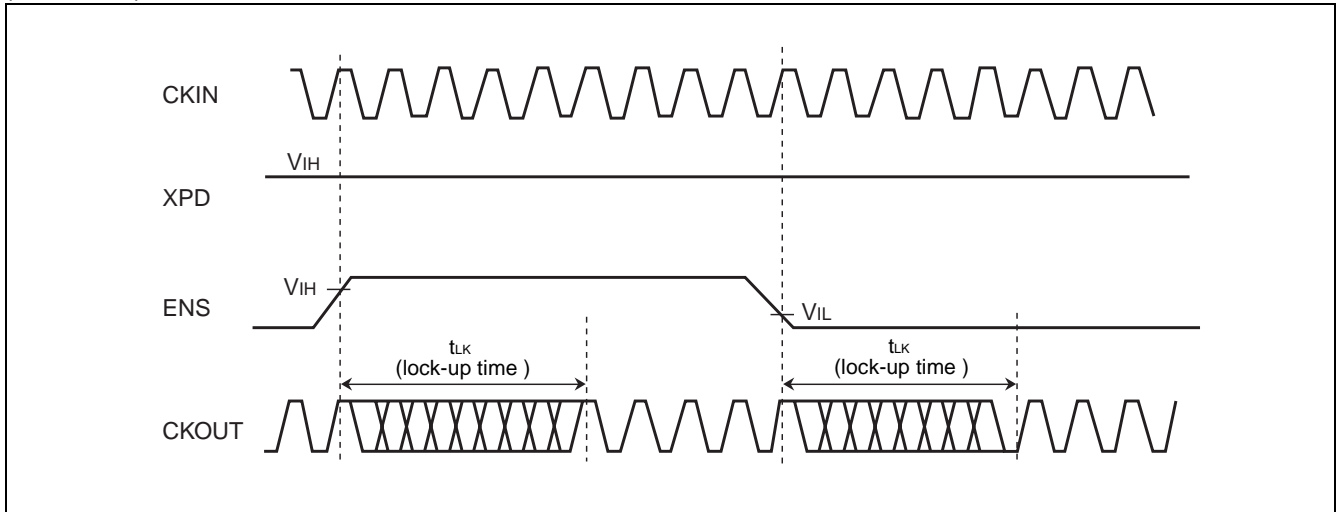 CKIN
VIH
XPD
VIH
ENS
VIL
tLK
(lock-up time )
tLK
(lock-up time )
CKOUT